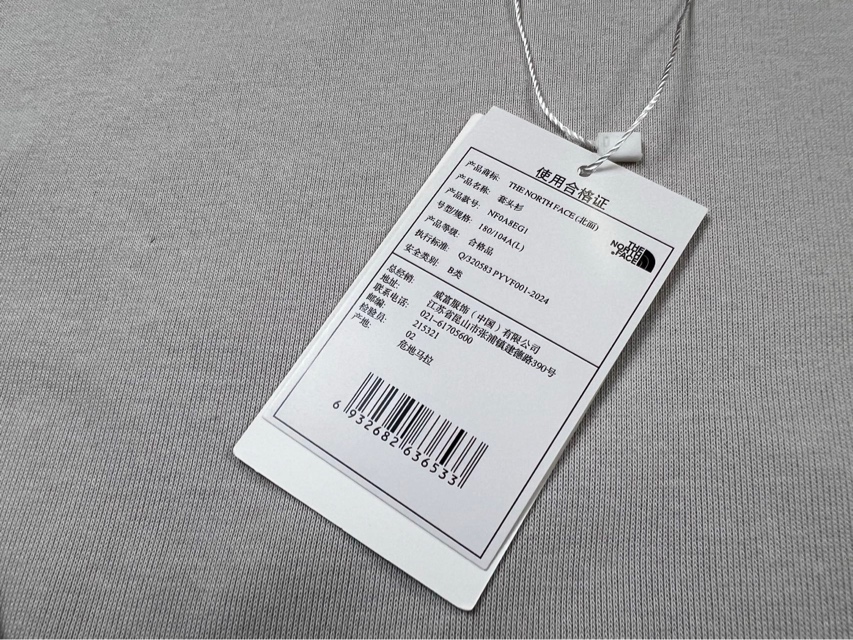 使用合格证
THE
NORTH
FACE
产品商标: THE NORTH FACE (北面)
产品名称: 套头衫
产品款号: NF0A8EG1
号型/规格: 180/104A(L)
产品等级: 合格品
执行标准: Q/320583 PYVF001-2024
安全类别: B类
总经销: 威富服饰（中国）有限公司
地址: 江苏省昆山市张浦镇建德路390号
联系电话: 021-61705600
邮编: 215321
检验员: 02
产地: 危地马拉
6 932682 636533